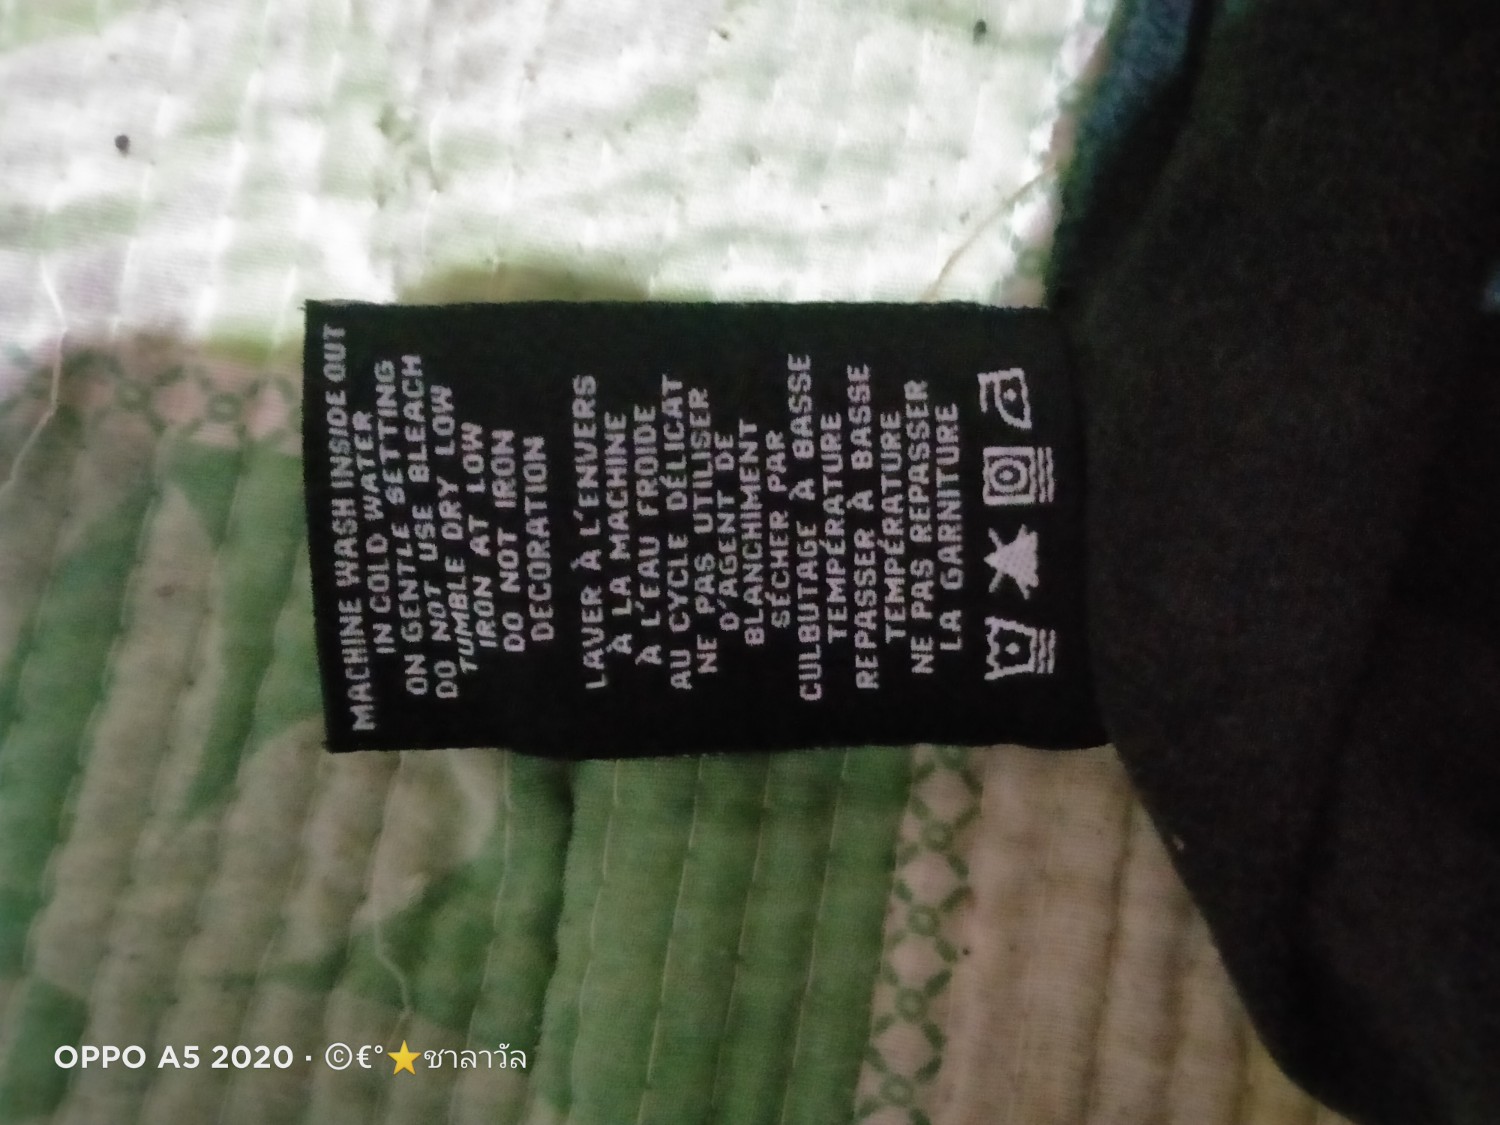 MACHINE WASH INSIDE OUT
IN COLD WATER
ON GENTLE SETTING
DO NOT USE BLEACH
TUMBLE DRY LOW
IRON AT LOW
DO NOT IRON
DECORATION
LAVER À L'ENVERS
À LA MACHINE
À L'EAU FROIDE
AU CYCLE DÉLICAT
NE PAS UTILISER
D'AGENT DE
BLANCHIMENT
SÉCHER PAR
CULBUTAGE À BASSE
TEMPÉRATURE
REPASSER À BASSE
TEMPÉRATURE
NE PAS REPASSER
LA GARNITURE
OPPO A5 2020 · ©€°⭐ชาลาวัล